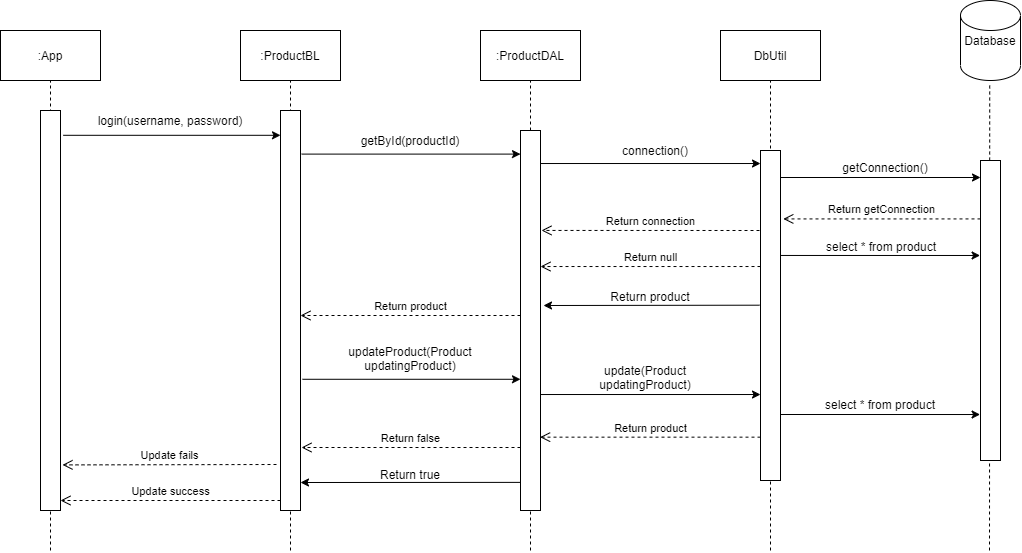 :App
:ProductBL
:ProductDAL
DbUtil
Database
login(username, password)
getById(productId)
connection()
getConnection()
Return getConnection
Return connection
select * from product
Return null
Return product
Return product
updateProduct(Product
updatingProduct)
update(Product
updatingProduct)
select * from product
Return product
Return false
Update fails
Return true
Update success